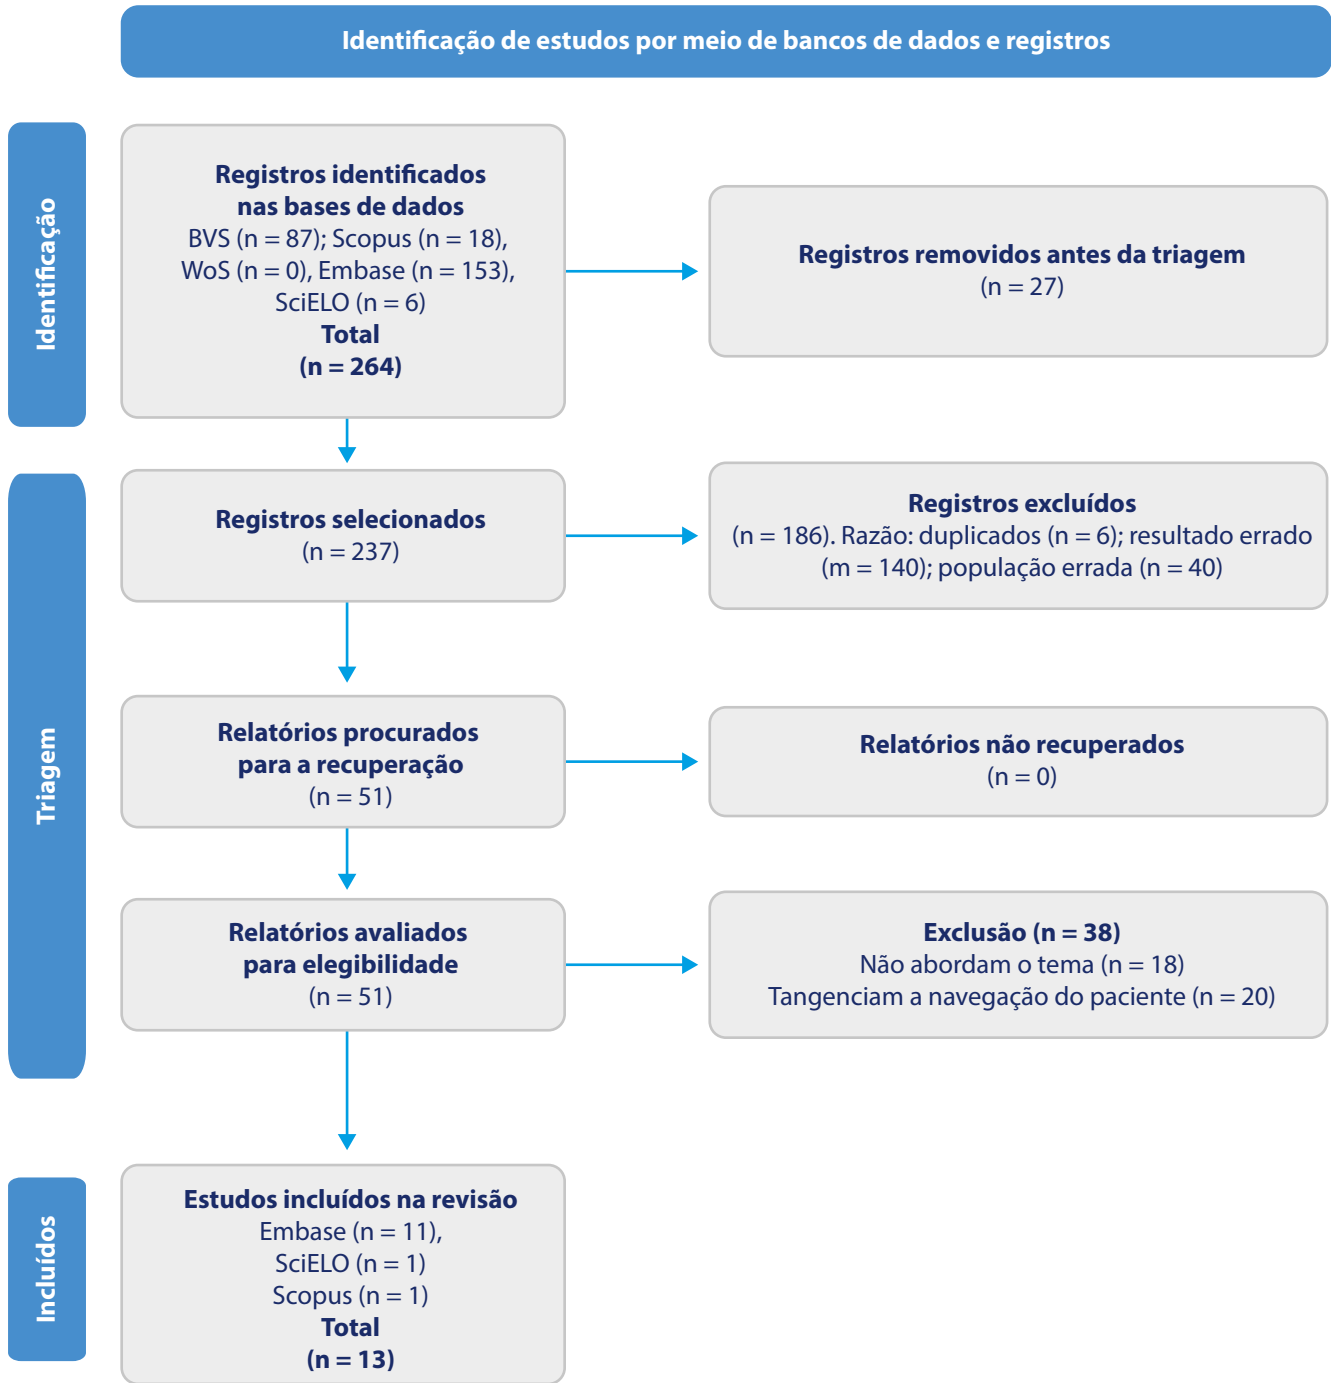 Identificação de estudos por meio de bancos de dados e registros
Identificação
Registros identificados
nas bases de dados
BVS (n = 87); Scopus (n = 18),
WoS (n = 0), Embase (n = 153),
SciELO (n = 6)
Total
(n = 264)
Registros removidos antes da triagem
(n = 27)
Triagem
Registros selecionados
(n = 237)
Registros excluídos
(n = 186). Razão: duplicados (n = 6); resultado errado
(m = 140); população errada (n = 40)
Relatórios procurados
para a recuperação
(n = 51)
Relatórios não recuperados
(n = 0)
Relatórios avaliados
para elegibilidade
(n = 51)
Exclusão (n = 38)
Não abordam o tema (n = 18)
Tangenciam a navegação do paciente (n = 20)
Incluídos
Estudos incluídos na revisão
Embase (n = 11),
SciELO (n = 1)
Scopus (n = 1)
Total
(n = 13)